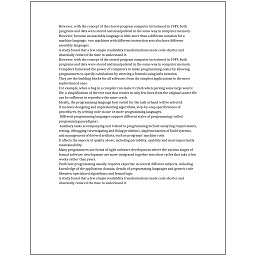 However, with the concept of the stored-program computer introduced in 1949, both
programs and data were stored and manipulated in the same way in computer memory.
However, because an assembly language is little more than a different notation for a
machine language, two machines with different instruction sets also have different
assembly languages.
A study found that a few simple readability transformations made code shorter and
drastically reduced the time to understand it.
However, with the concept of the stored-program computer introduced in 1949, both
programs and data were stored and manipulated in the same way in computer memory.
Compilers harnessed the power of computers to make programming easier by allowing
programmers to specify calculations by entering a formula using infix notation.
They are the building blocks for all software, from the simplest applications to the most
sophisticated ones.
For example, when a bug in a compiler can make it crash when parsing some large source
file, a simplification of the test case that results in only few lines from the original source file
can be sufficient to reproduce the same crash.
Ideally, the programming language best suited for the task at hand will be selected.
It involves designing and implementing algorithms, step-by-step specifications of
procedures, by writing code in one or more programming languages.
Different programming languages support different styles of programming (called
programming paradigms).
Auxiliary tasks accompanying and related to programming include analyzing requirements,
testing, debugging (investigating and fixing problems), implementation of build systems,
and management of derived artifacts, such as programs' machine code.
It affects the aspects of quality above, including portability, usability and most importantly
maintainability.
Many programmers use forms of Agile software development where the various stages of
formal software development are more integrated together into short cycles that take a few
weeks rather than years.
Proficient programming usually requires expertise in several different subjects, including
knowledge of the application domain, details of programming languages and generic code
libraries, specialized algorithms, and formal logic.
A study found that a few simple readability transformations made code shorter and
drastically reduced the time to understand it.